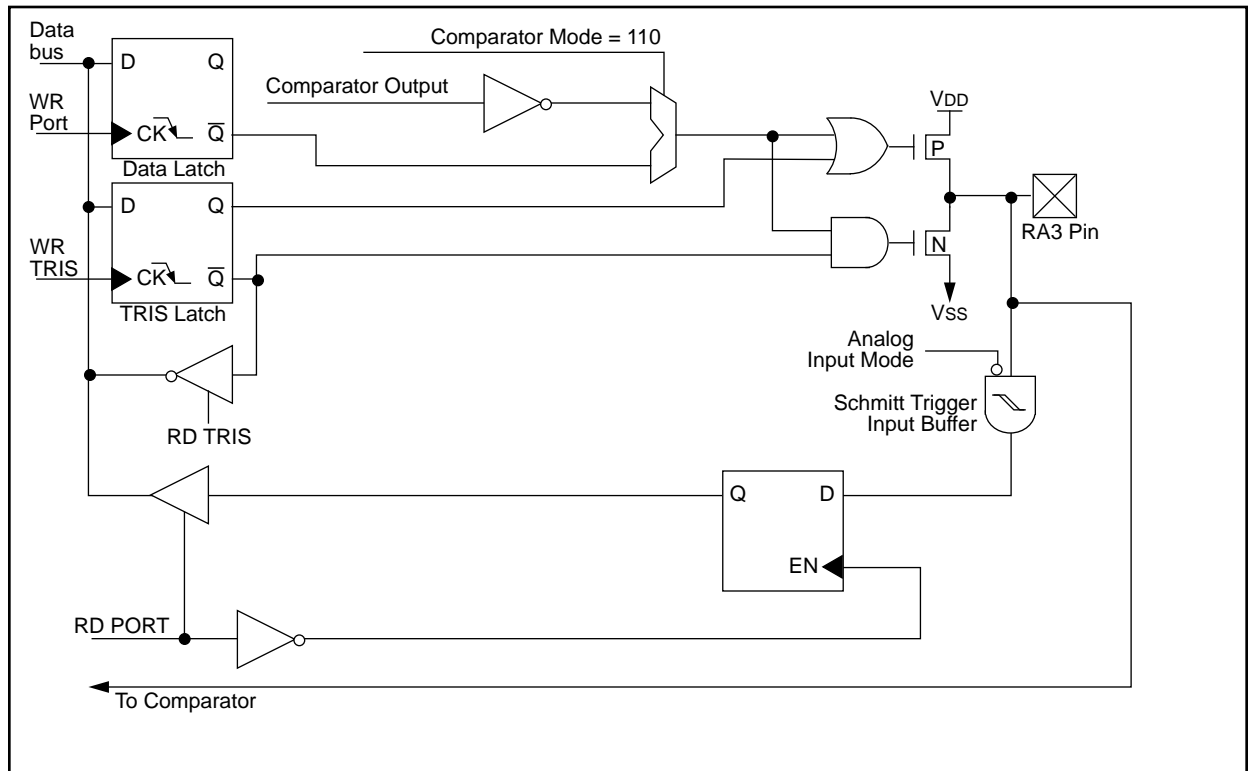 Data
bus
D
Q
WR
Port
CK
Q
Data Latch
Comparator Mode = 110
Comparator Output
VDD
P
RA3 Pin
N
VSS
D
Q
WR
TRIS
CK
Q
TRIS Latch
RD TRIS
Analog
Input Mode
Schmitt Trigger
Input Buffer
Q
D
EN
RD PORT
To Comparator